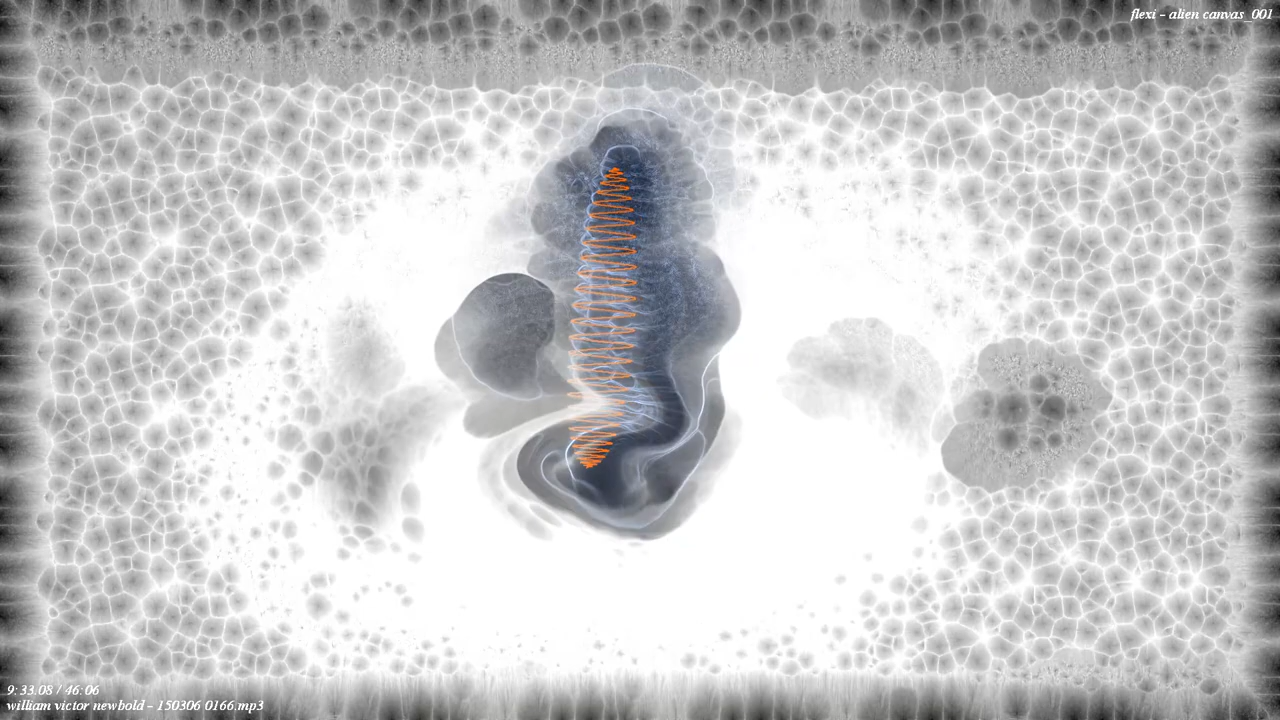 flexi - alien canvas_001
9: 33.08 / 46:06
william victor newbold - 150306 0166.mp3